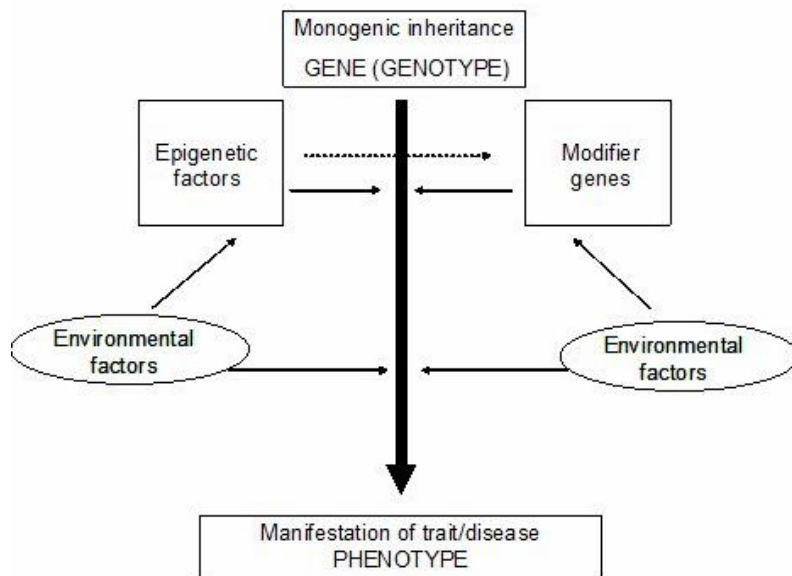 Monogenic inheritance
GENE (GENOTYPE)
Epigenetic
factors
Modifier
genes
Environmental
factors
Environmental
factors
Manifestation of trait/disease
PHENOTYPE